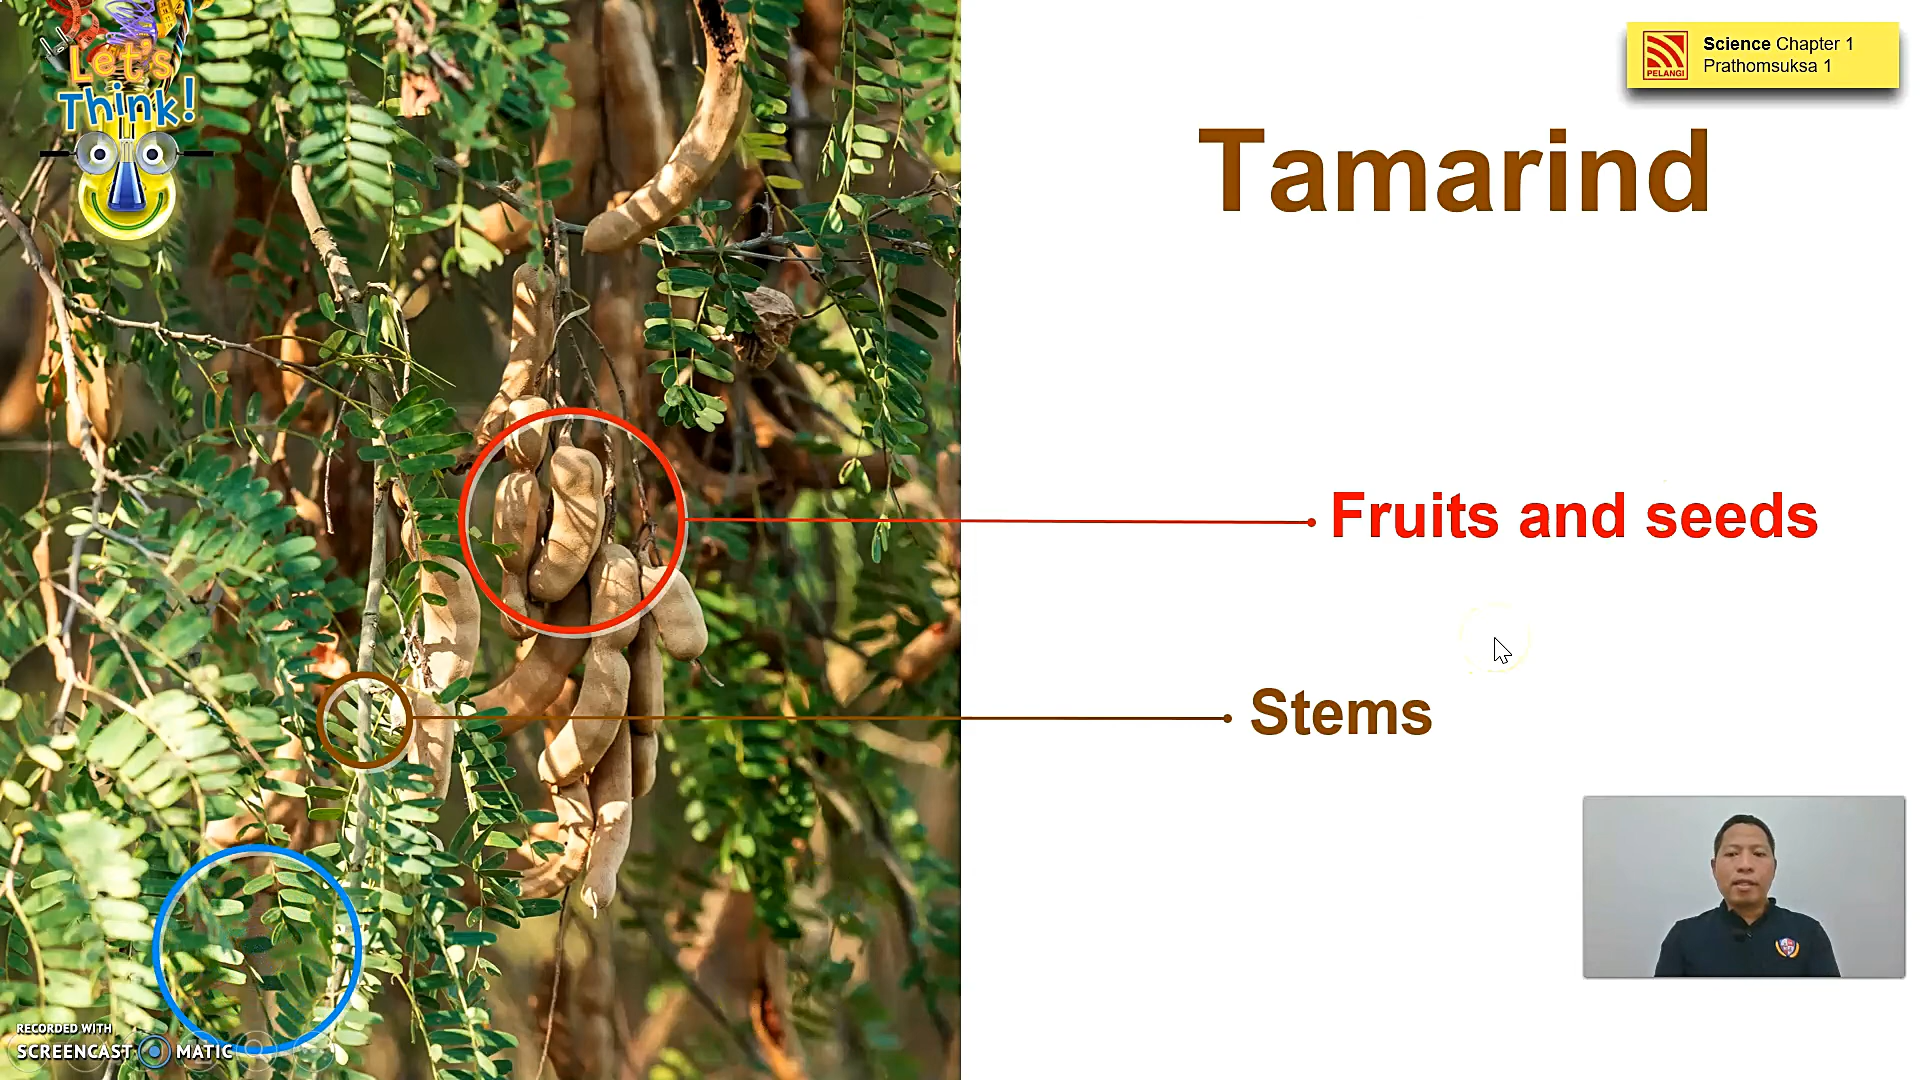 Let's
Think!
PELANGI
Science Chapter 1
Prathomsuksa 1
Tamarind
Fruits and seeds
Stems
RECORDED WITH
SCREENCAST MATIC